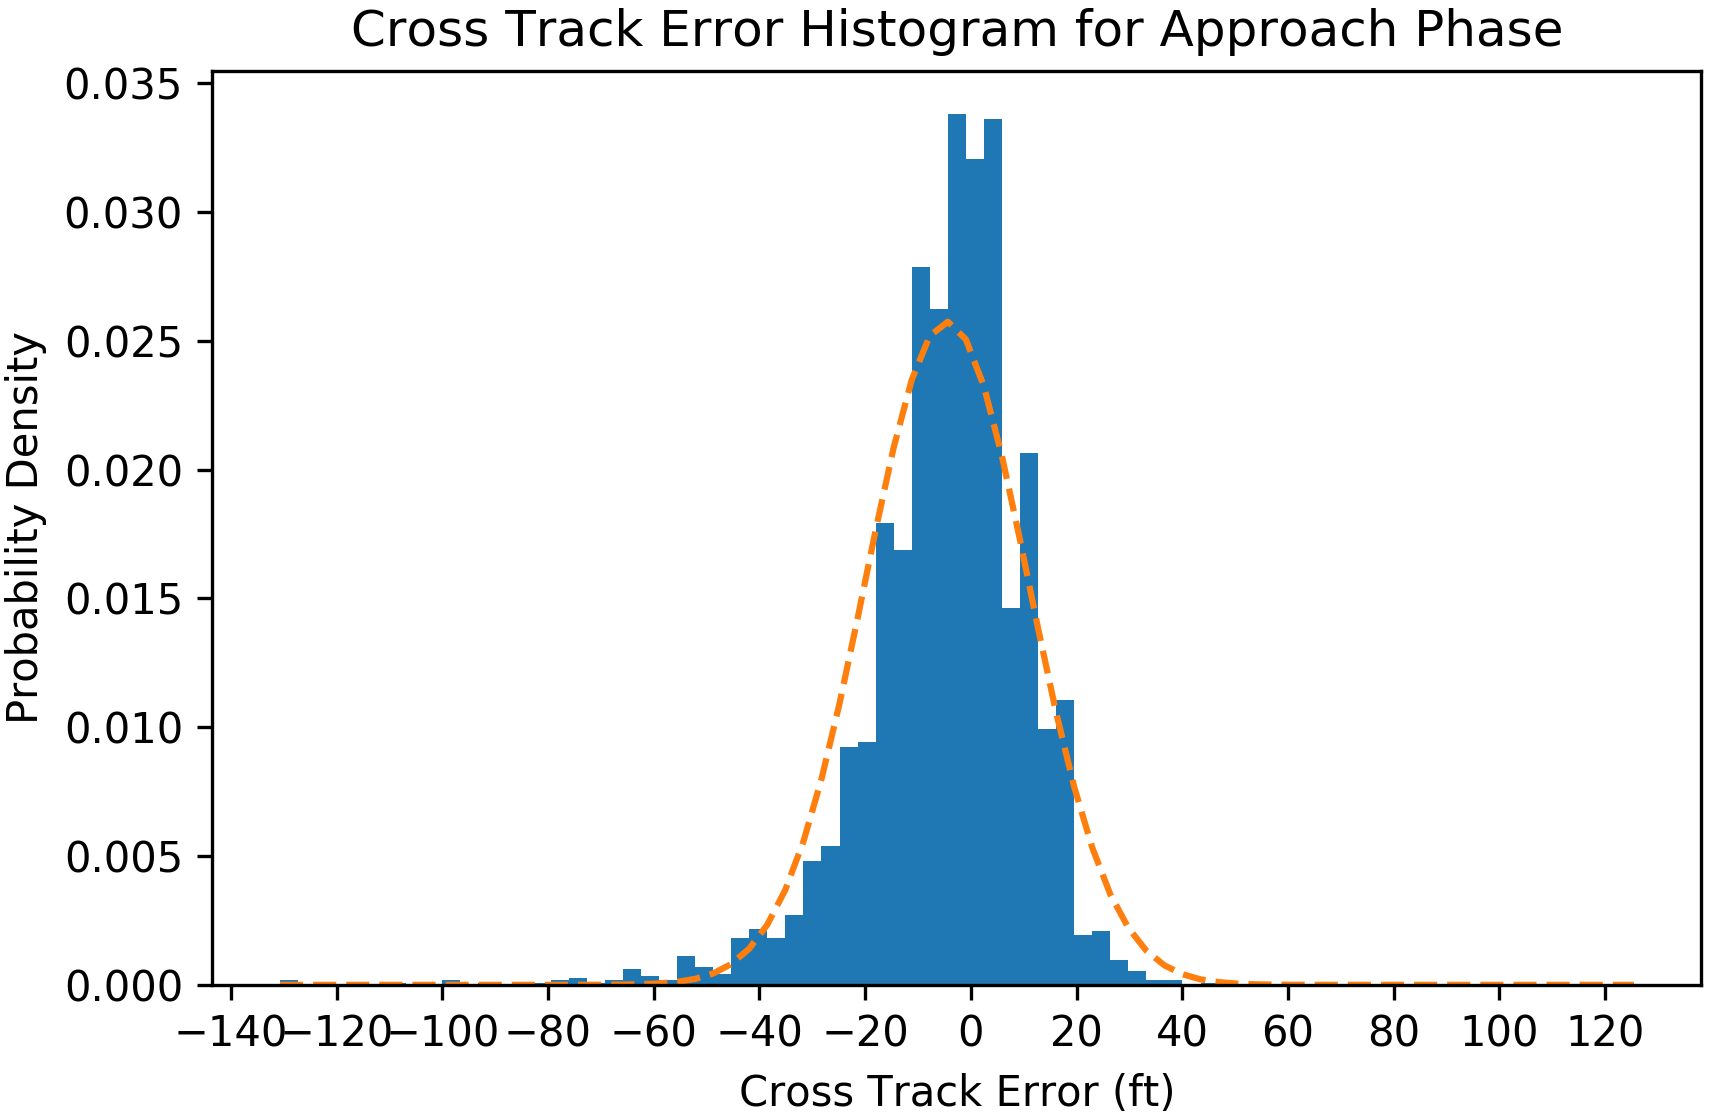 Cross Track Error Histogram for Approach Phase
0.035
0.030
0.025
0.020
0.015
0.010
0.005
0.000
Probability Density
−140 −120 −100 −80 −60 −40 −20 0 20 40 60 80 100 120
Cross Track Error (ft)